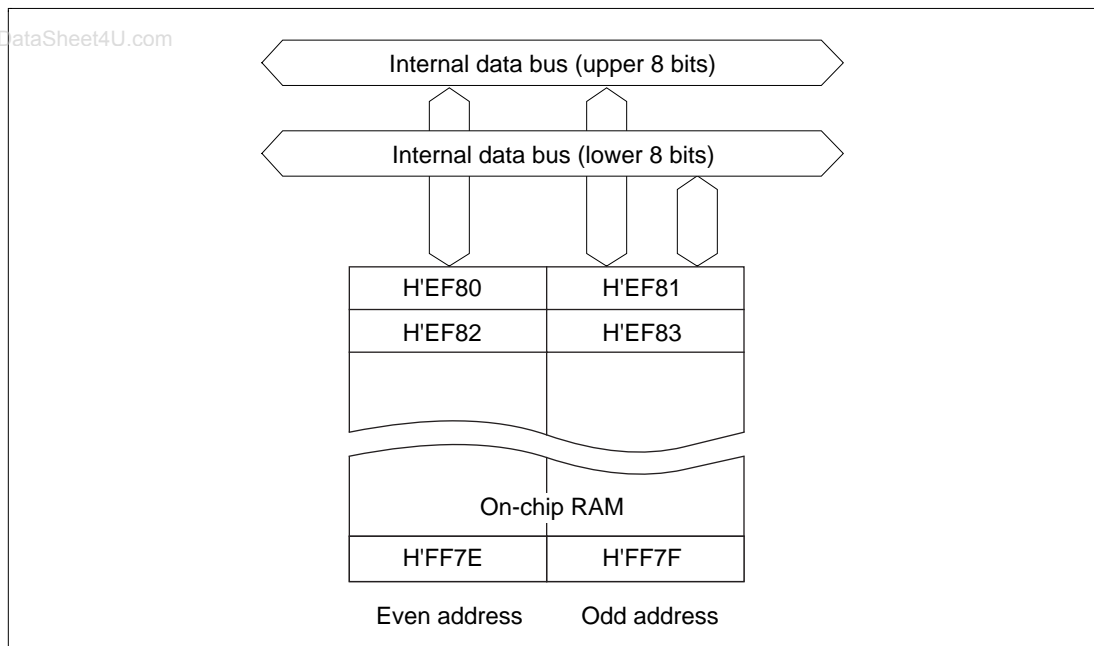 DataSheet4U.com
Internal data bus (upper 8 bits)
Internal data bus (lower 8 bits)
H'EF80 H'EF81
H'EF82 H'EF83
On-chip RAM
H'FF7E H'FF7F
Even address Odd address